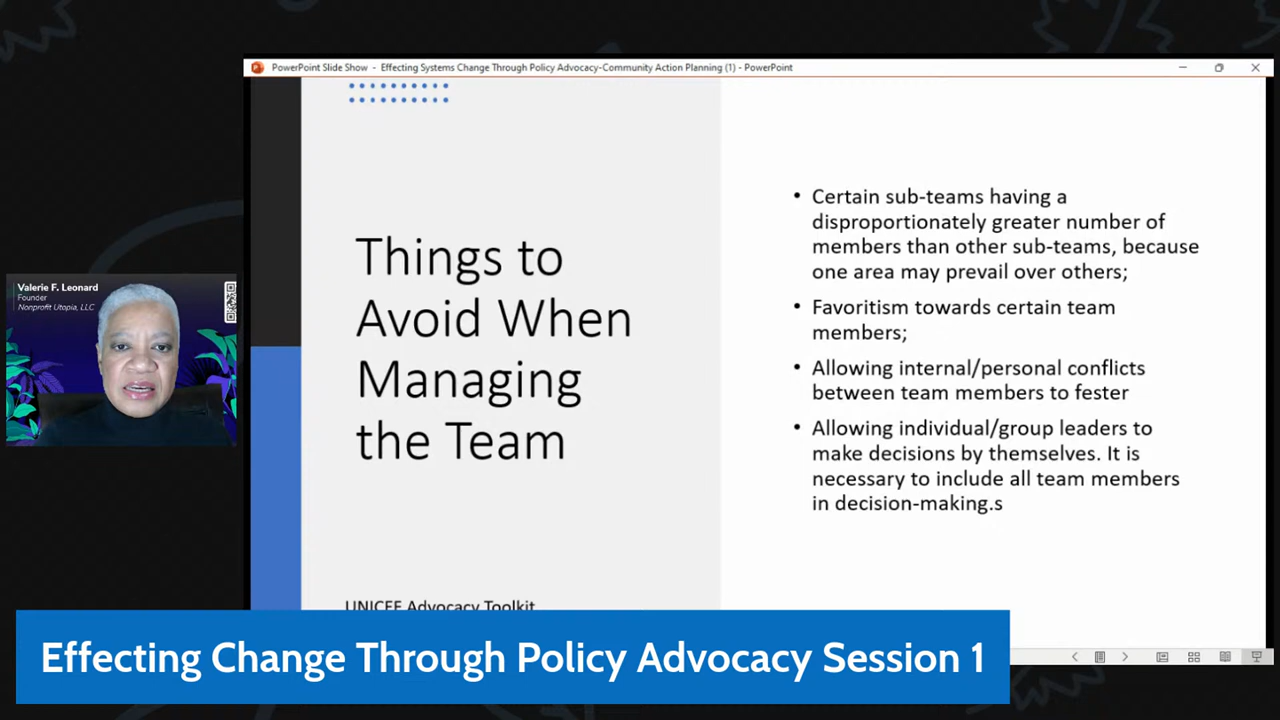 PowerPoint Slide Show - Effecting Systems Change Through Policy Advocacy-Community Action Planning (1) - PowerPoint
Valerie F. Leonard
Founder
Nonprofit Utopia, LLC
Things to
Avoid When
Managing
the Team
• Certain sub-teams having a
disproportionately greater number of
members than other sub-teams, because
one area may prevail over others;
• Favoritism towards certain team
members;
• Allowing internal/personal conflicts
between team members to fester
• Allowing individual/group leaders to
make decisions by themselves. It is
necessary to include all team members
in decision-making.s
UNICEF Advocacy Toolkit
Effecting Change Through Policy Advocacy Session 1